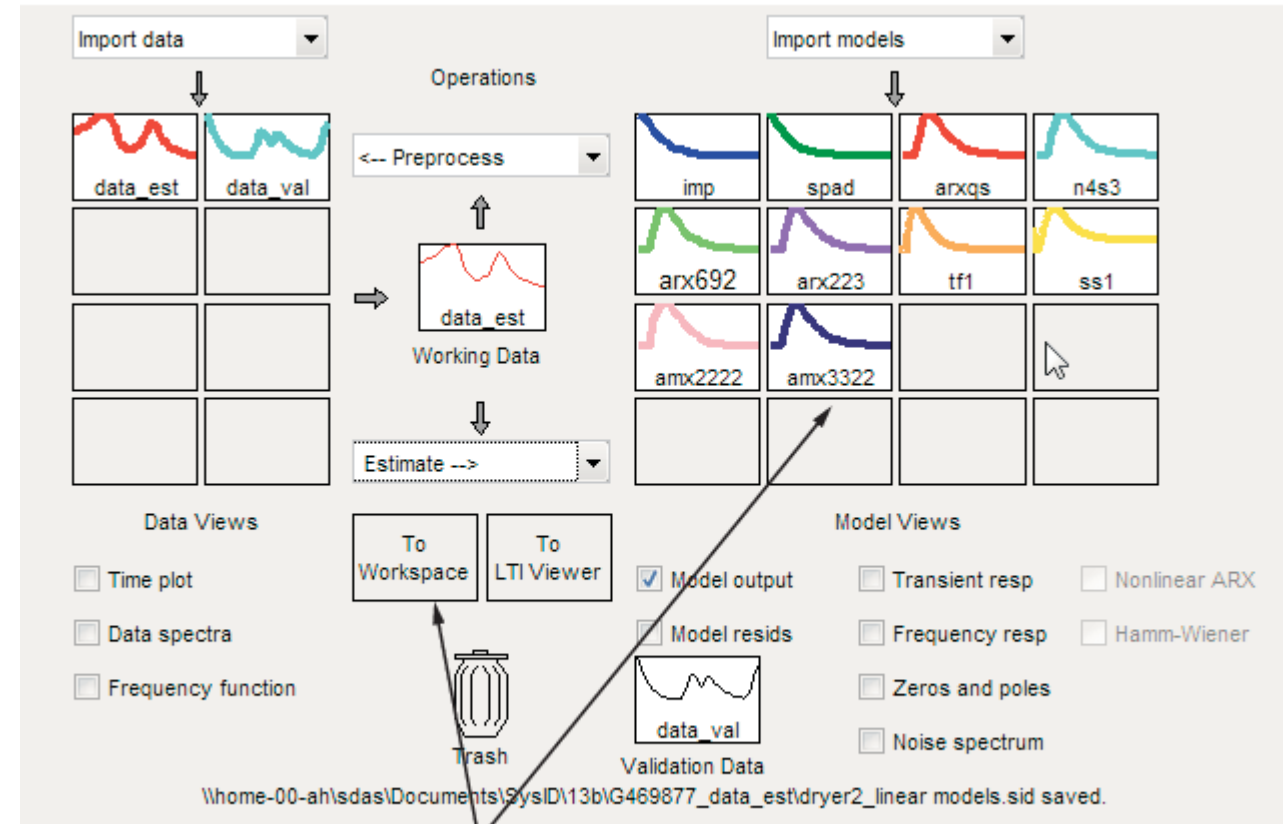 Import data
Import models
Operations
data_est
data_val
<-- Preprocess
imp
spad
arxqs
n4s3
arx692
arx223
tf1
ss1
data_est
Working Data
amx2222
amx3322
Estimate -->
Data Views
Model Views
To
Workspace
To
LTI Viewer
Time plot
Model output
Transient resp
Nonlinear ARX
Data spectra
Model resids
Frequency resp
Hamm-Wiener
Frequency function
Zeros and poles
data_val
Noise spectrum
Trash
Validation Data
\\home-00-ah\sdas\Documents\SysID\13b\G469877_data_est\dryer2_linear models.sid saved.